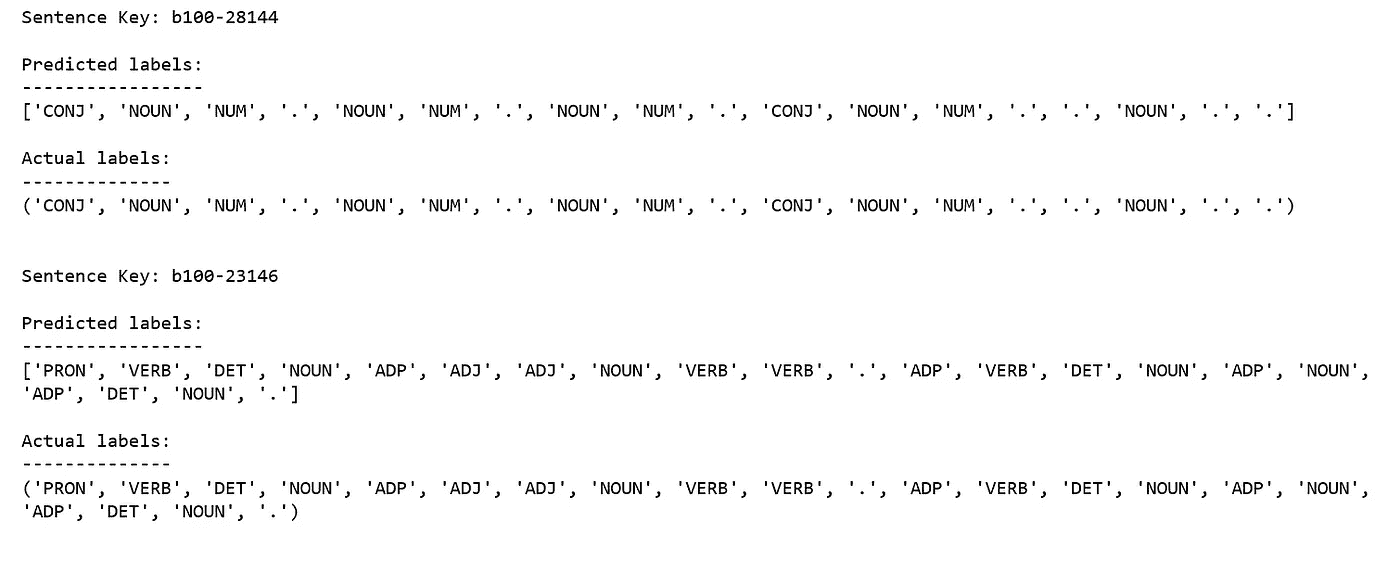 Sentence Key: b100-28144
Predicted labels:
-----------------
['CONJ', 'NOUN', 'NUM', '.', 'NOUN', 'NUM', '.', 'NOUN', 'NUM', '.', 'CONJ', 'NOUN', 'NUM', '.', '.', 'NOUN', '.', '.']
Actual labels:
--------------
('CONJ', 'NOUN', 'NUM', '.', 'NOUN', 'NUM', '.', 'NOUN', 'NUM', '.', 'CONJ', 'NOUN', 'NUM', '.', '.', 'NOUN', '.', '.')
Sentence Key: b100-23146
Predicted labels:
-----------------
['PRON', 'VERB', 'DET', 'NOUN', 'ADP', 'ADJ', 'ADJ', 'NOUN', 'VERB', 'VERB', '.', 'ADP', 'VERB', 'DET', 'NOUN', 'ADP', 'NOUN',
'ADP', 'DET', 'NOUN', '.']
Actual labels:
--------------
('PRON', 'VERB', 'DET', 'NOUN', 'ADP', 'ADJ', 'ADJ', 'NOUN', 'VERB', 'VERB', '.', 'ADP', 'VERB', 'DET', 'NOUN', 'ADP', 'NOUN',
'ADP', 'DET', 'NOUN', '.')